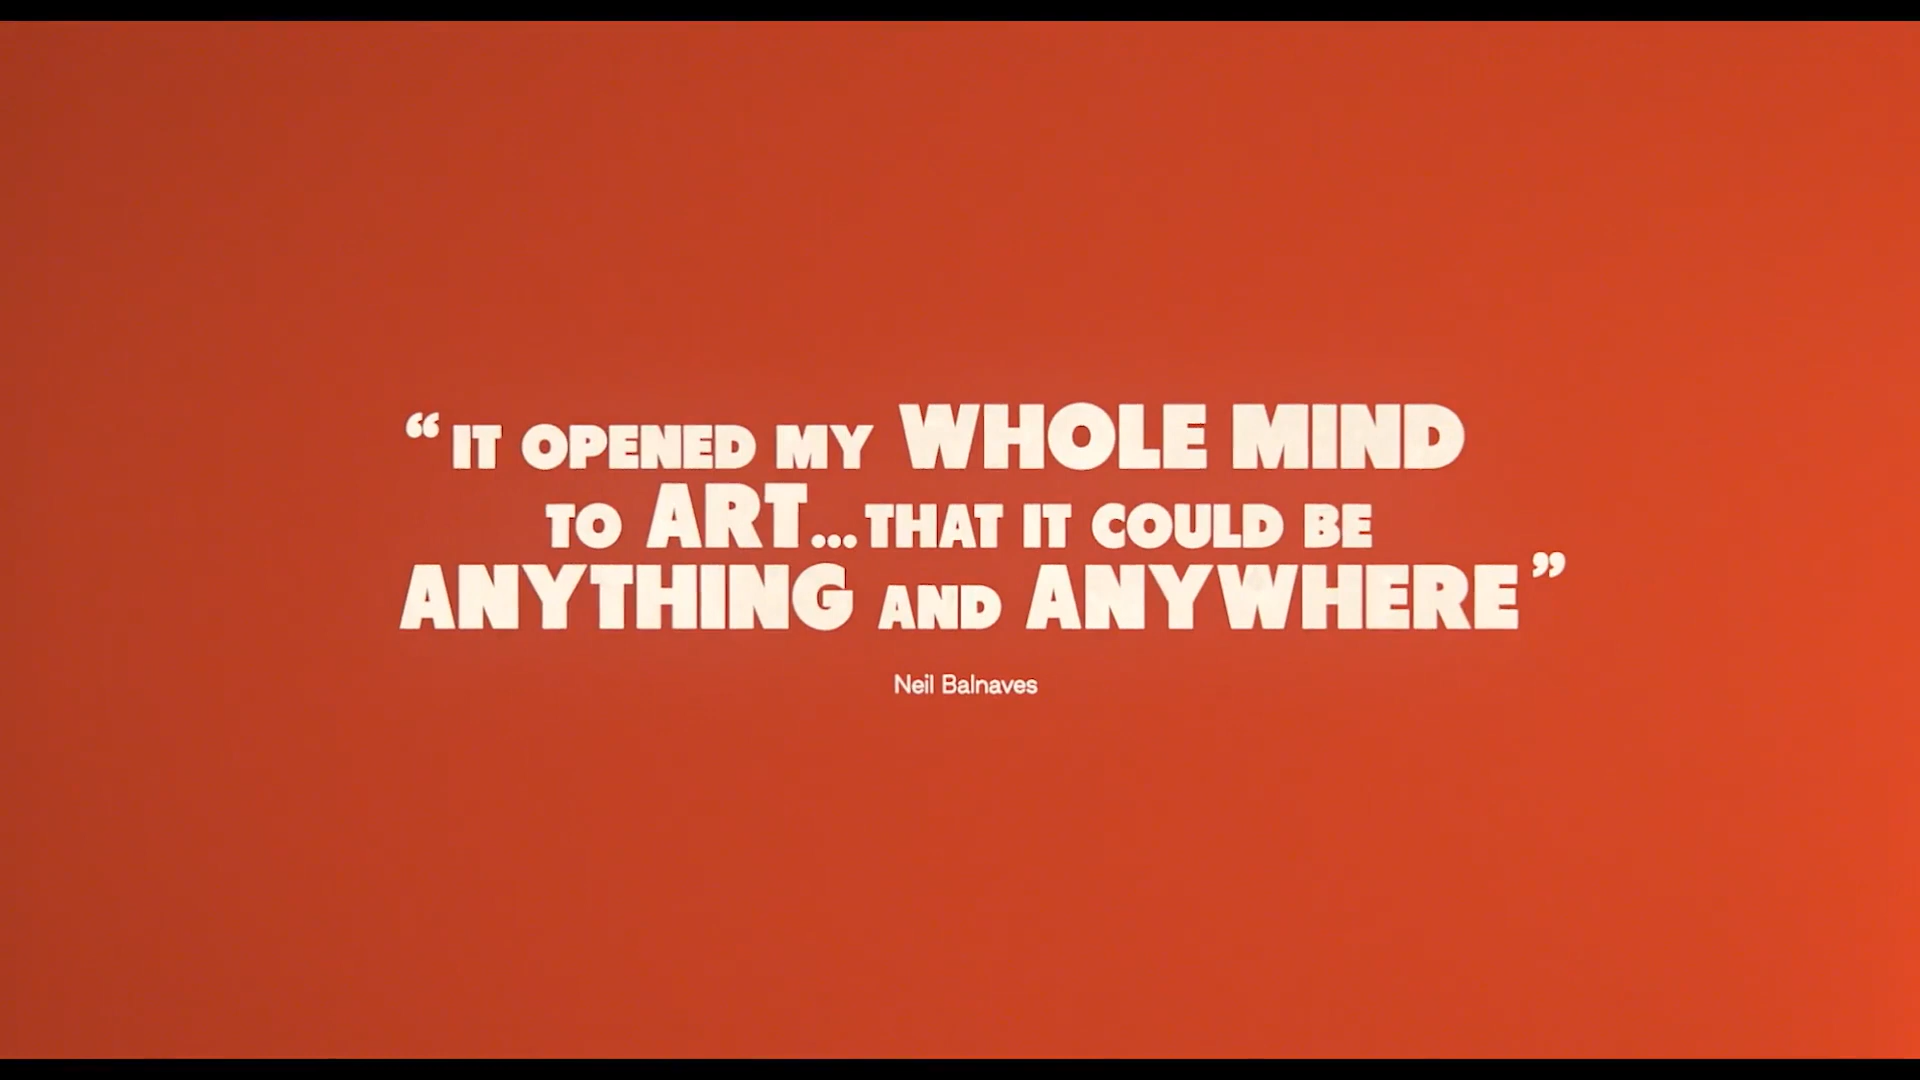 “ IT OPENED MY WHOLE MIND
TO ART... THAT IT COULD BE
ANYTHING AND ANYWHERE ”
Neil Balnaves